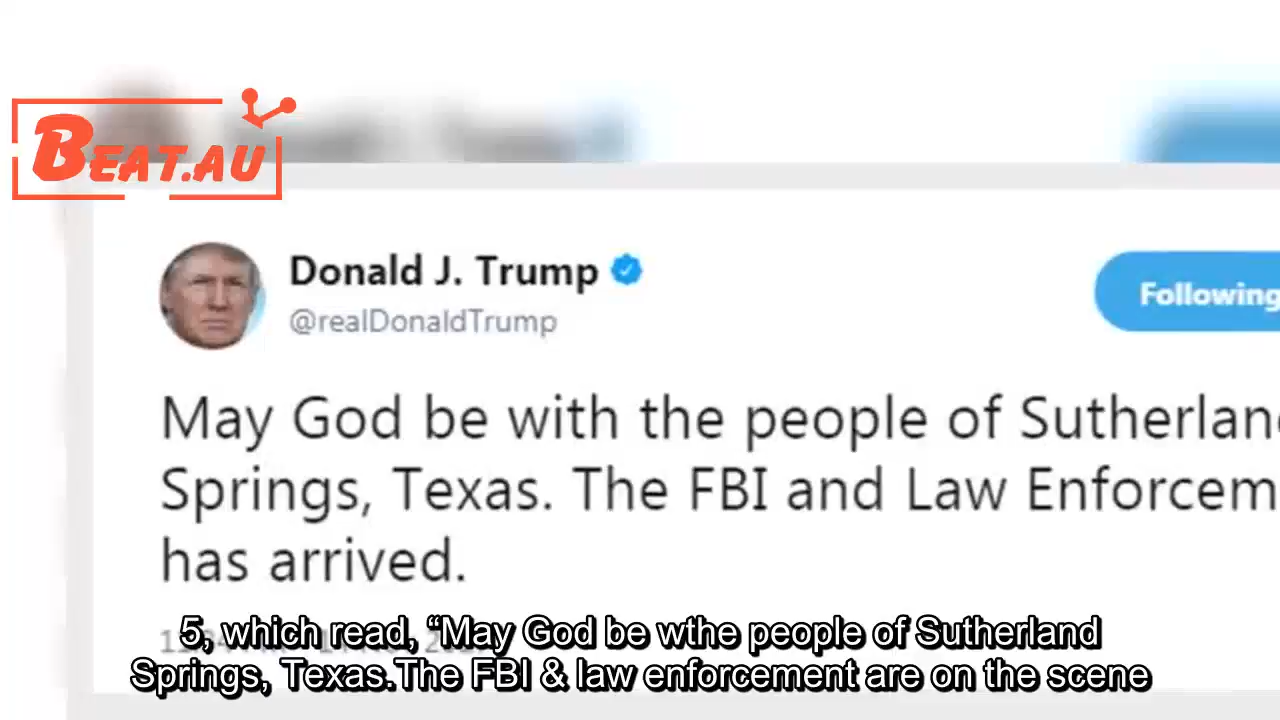 BEAT.AU
Donald J. Trump
@realDonaldTrump
Following
May God be with the people of Sutherland
Springs, Texas. The FBI and Law Enforcem
has arrived.
5, which read, “May God be wthe people of Sutherland
Springs, Texas.The FBI & law enforcement are on the scene